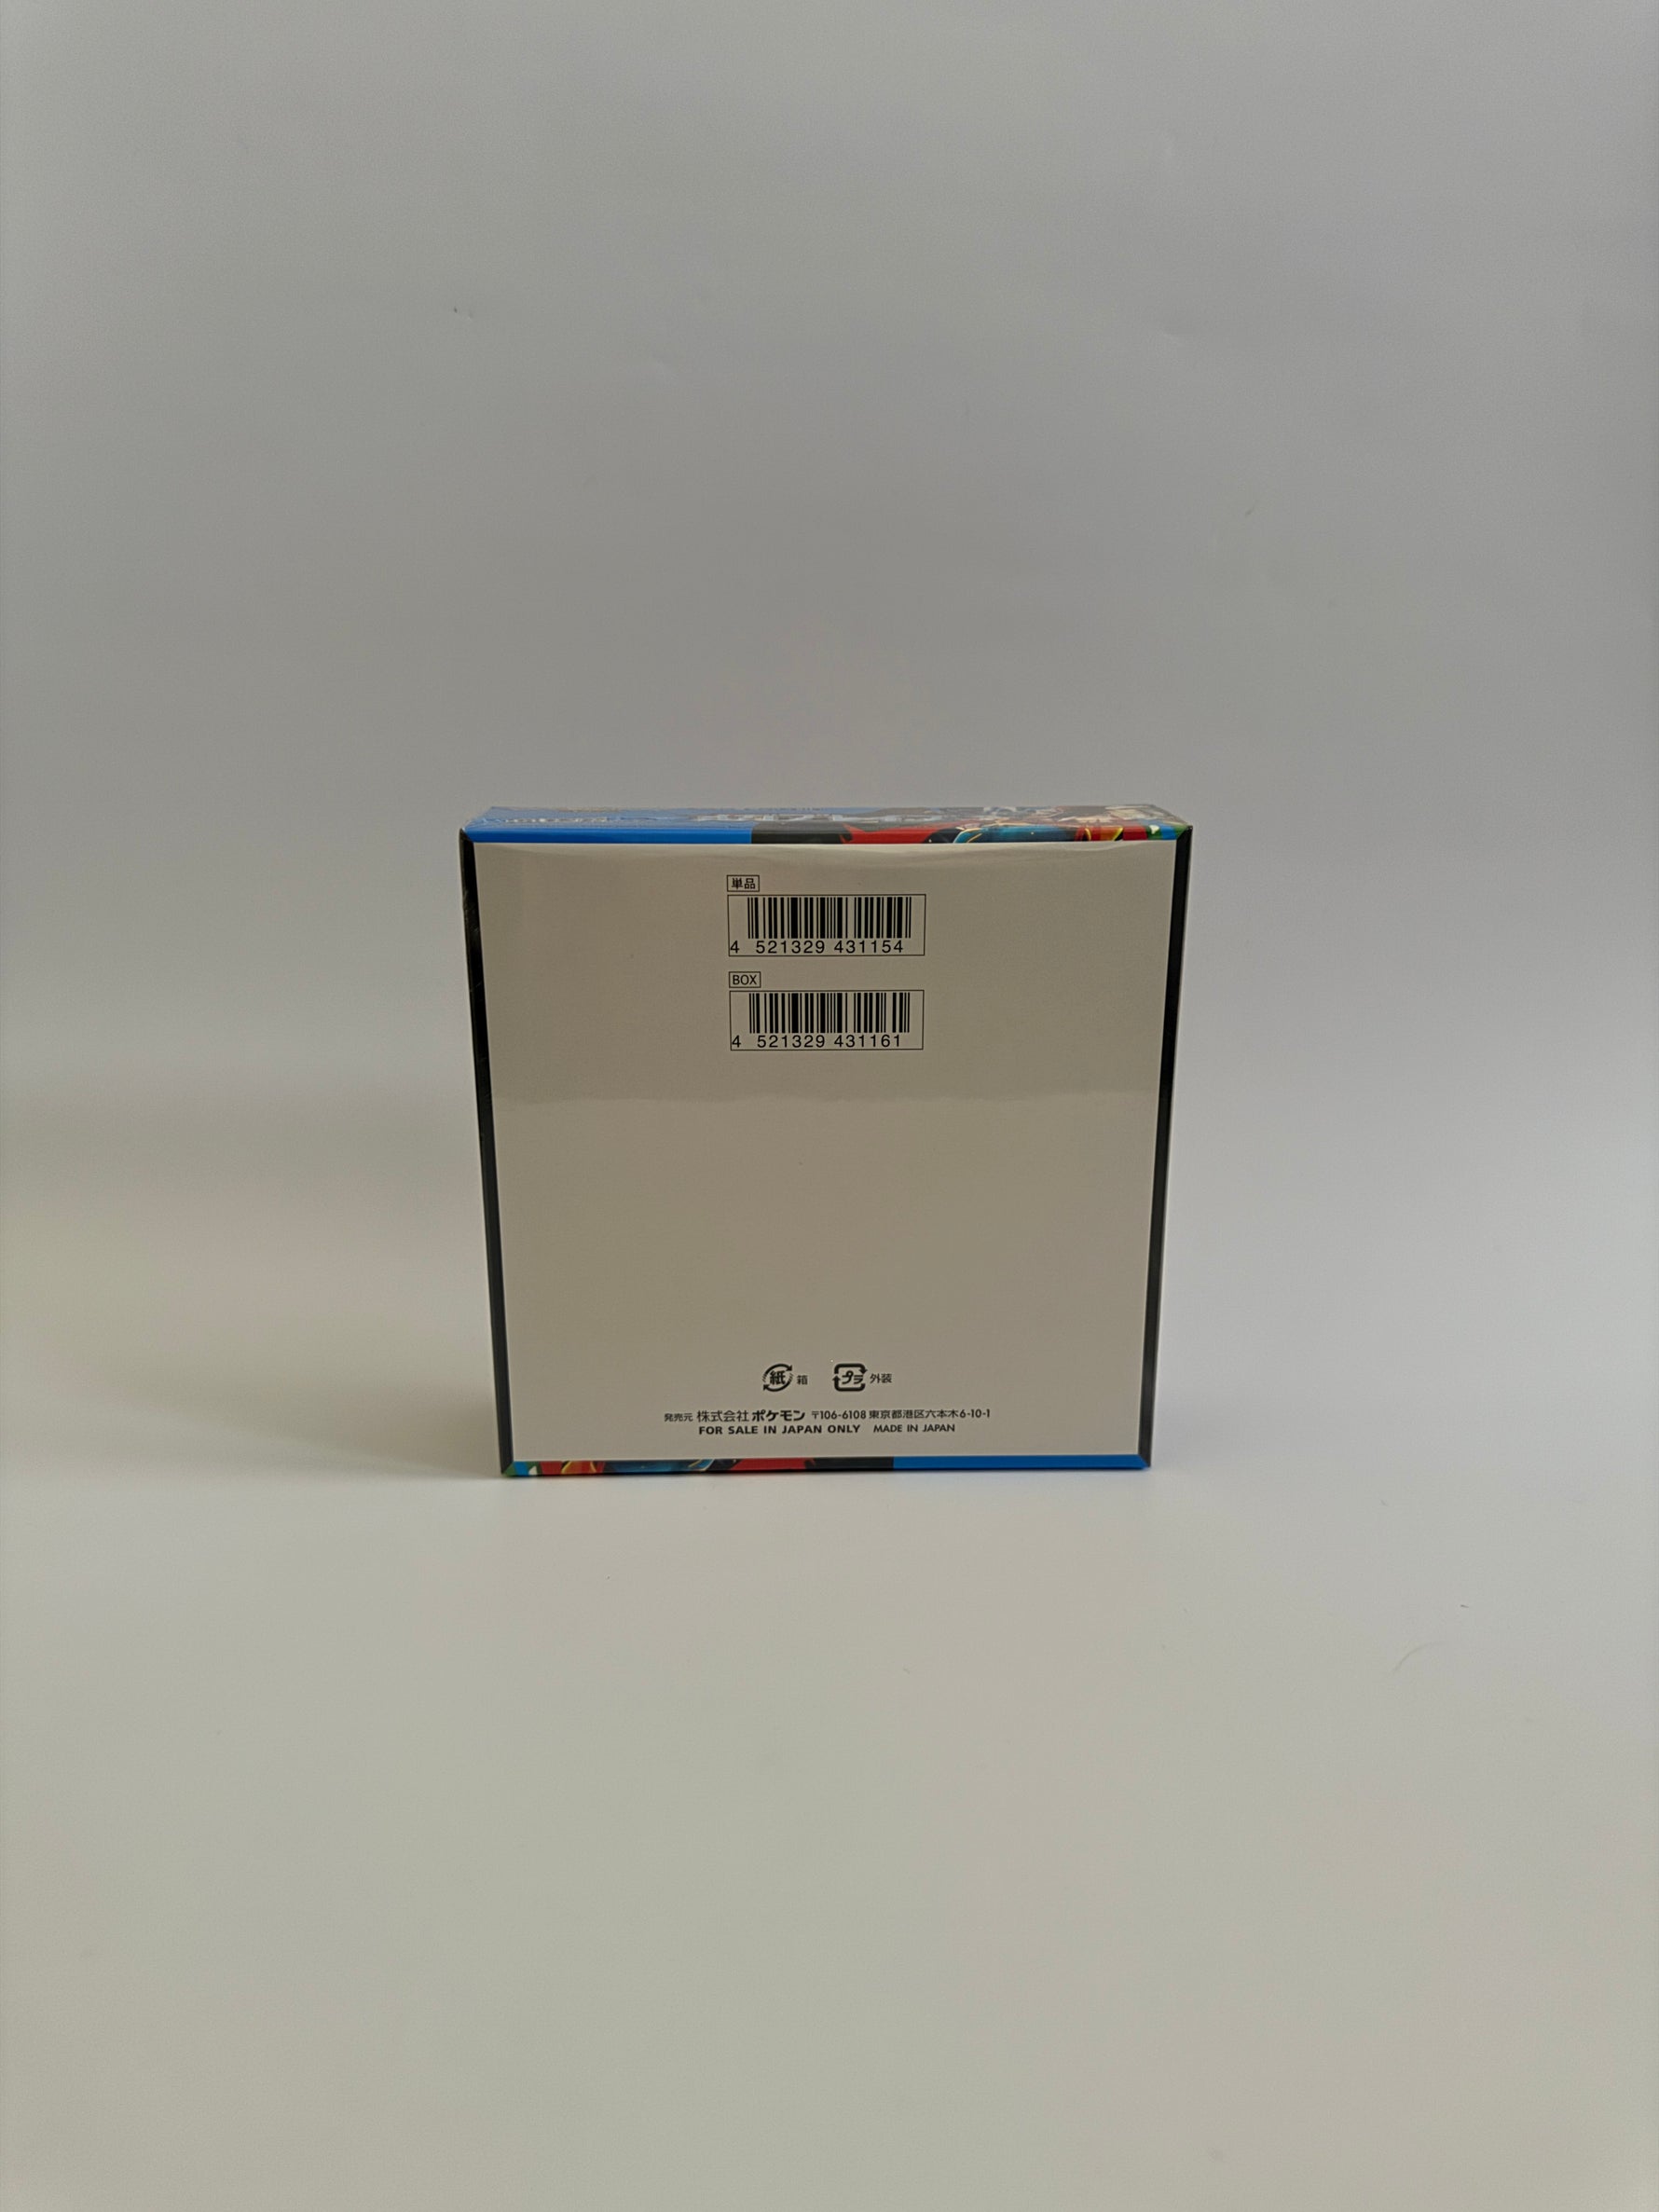 単品
4 521329 431154
BOX
4 521329 431161
紙 箱 プラ 外装
発売元 株式会社ポケモン 〒106-6108 東京都港区六本木6-10-1
FOR SALE IN JAPAN ONLY MADE IN JAPAN